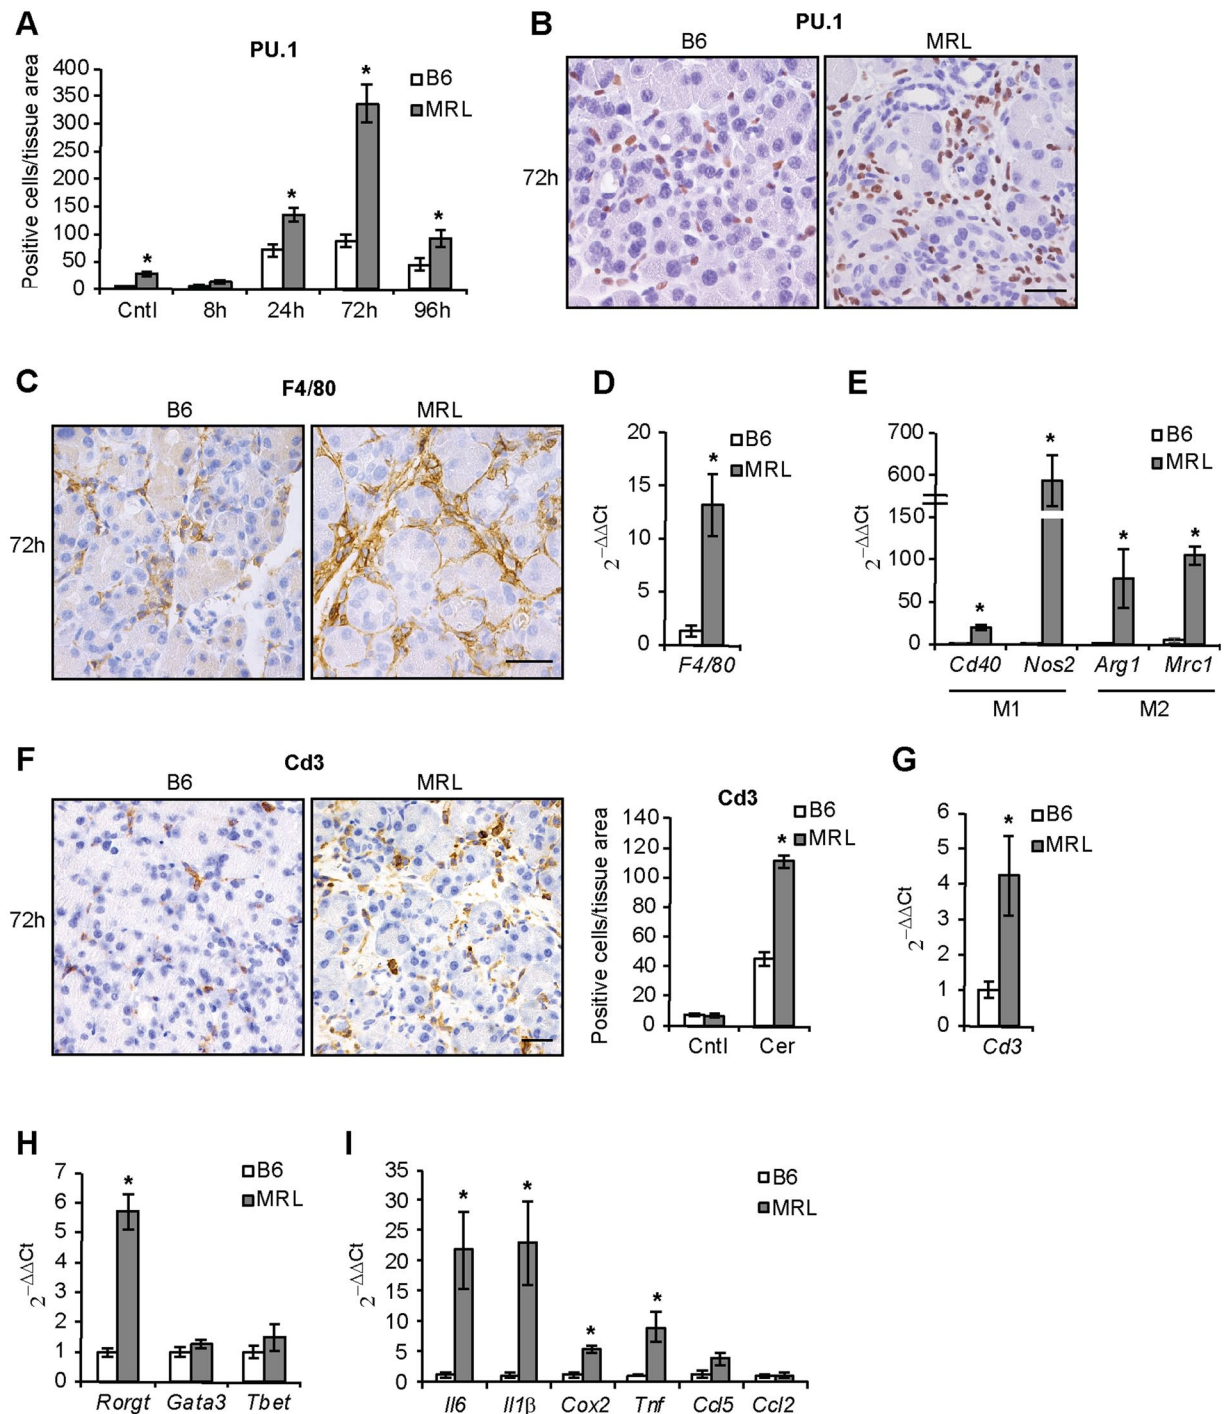 A
PU.1
Positive cells/tissue area
400
350
300
250
200
150
100
50
0
B6
MRL
*
*
*
*
Cntl 8h 24h 72h 96h
B
PU.1
B6 MRL
72h
C
F4/80
B6 MRL
72h
D
2−ΔΔCt
20
15
10
5
0
B6
MRL
*
F4/80
E
2−ΔΔCt
700
600
150
100
50
0
B6
MRL
*
*
*
*
Cd40 Nos2 Arg1 Mrc1
M1 M2
F
Cd3
B6 MRL
72h
Cd3
Positive cells/tissue area
140
120
100
80
60
40
20
0
B6
MRL
*
Cntl Cer
G
2−ΔΔCt
6
5
4
3
2
1
0
B6
MRL
*
Cd3
H
2−ΔΔCt
7
6
5
4
3
2
1
0
B6
MRL
*
Rorgt Gata3 Tbet
I
2−ΔΔCt
35
30
25
20
15
10
5
0
B6
MRL
*
*
*
*
Il6 Il1β Cox2 Tnf Ccl5 Ccl2